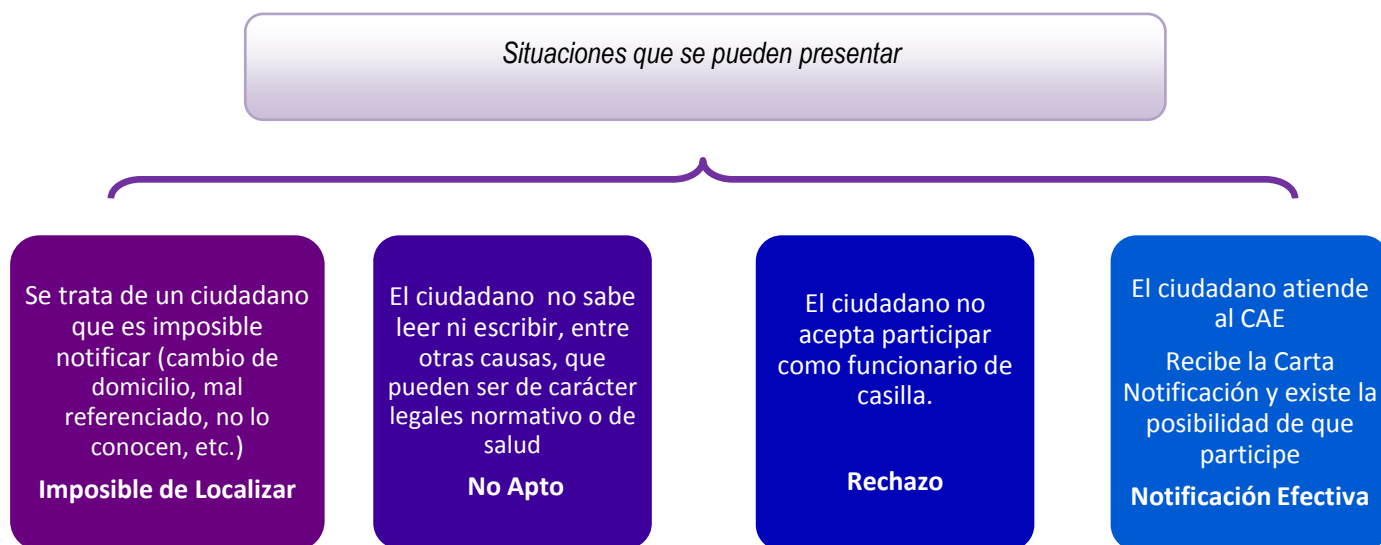 Situaciones que se pueden presentar
Se trata de un ciudadano
que es imposible
notificar (cambio de
domicilio, mal
referenciado, no lo
conocen, etc.)
Imposible de Localizar
El ciudadano  no sabe
leer ni escribir, entre
otras causas, que
pueden ser de carácter
legales normativo o de
salud
No Apto
El ciudadano no
acepta participar
como funcionario de
casilla.
Rechazo
El ciudadano atiende
al CAE
Recibe la Carta
Notificación y existe la
posibilidad de que
participe
Notificación Efectiva